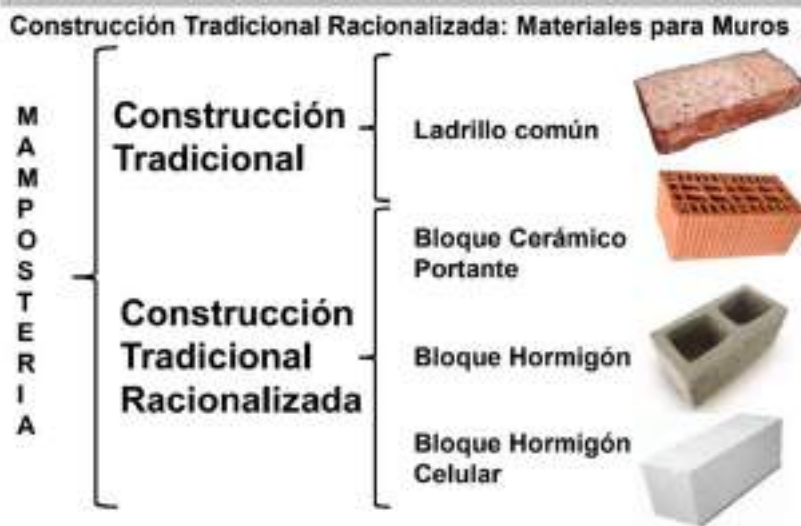 Construcción Tradicional Racionalizada: Materiales para Muros
MAMPOSTERIA
Construcción
Tradicional
Ladrillo común
Construcción
Tradicional
Racionalizada
Bloque Cerámico
Portante
Bloque Hormigón
Bloque Hormigón
Celular